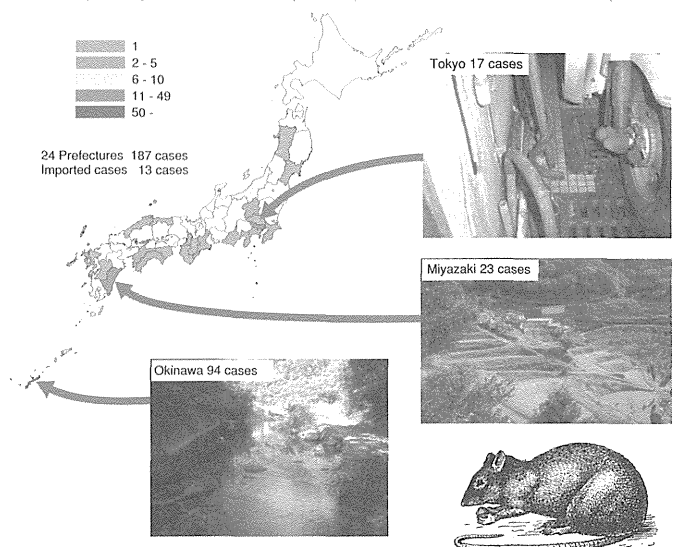 1
2 - 5
6 - 10
11 - 49
50 -
24 Prefectures 187 cases
Imported cases 13 cases
Tokyo 17 cases
Miyazaki 23 cases
Okinawa 94 cases